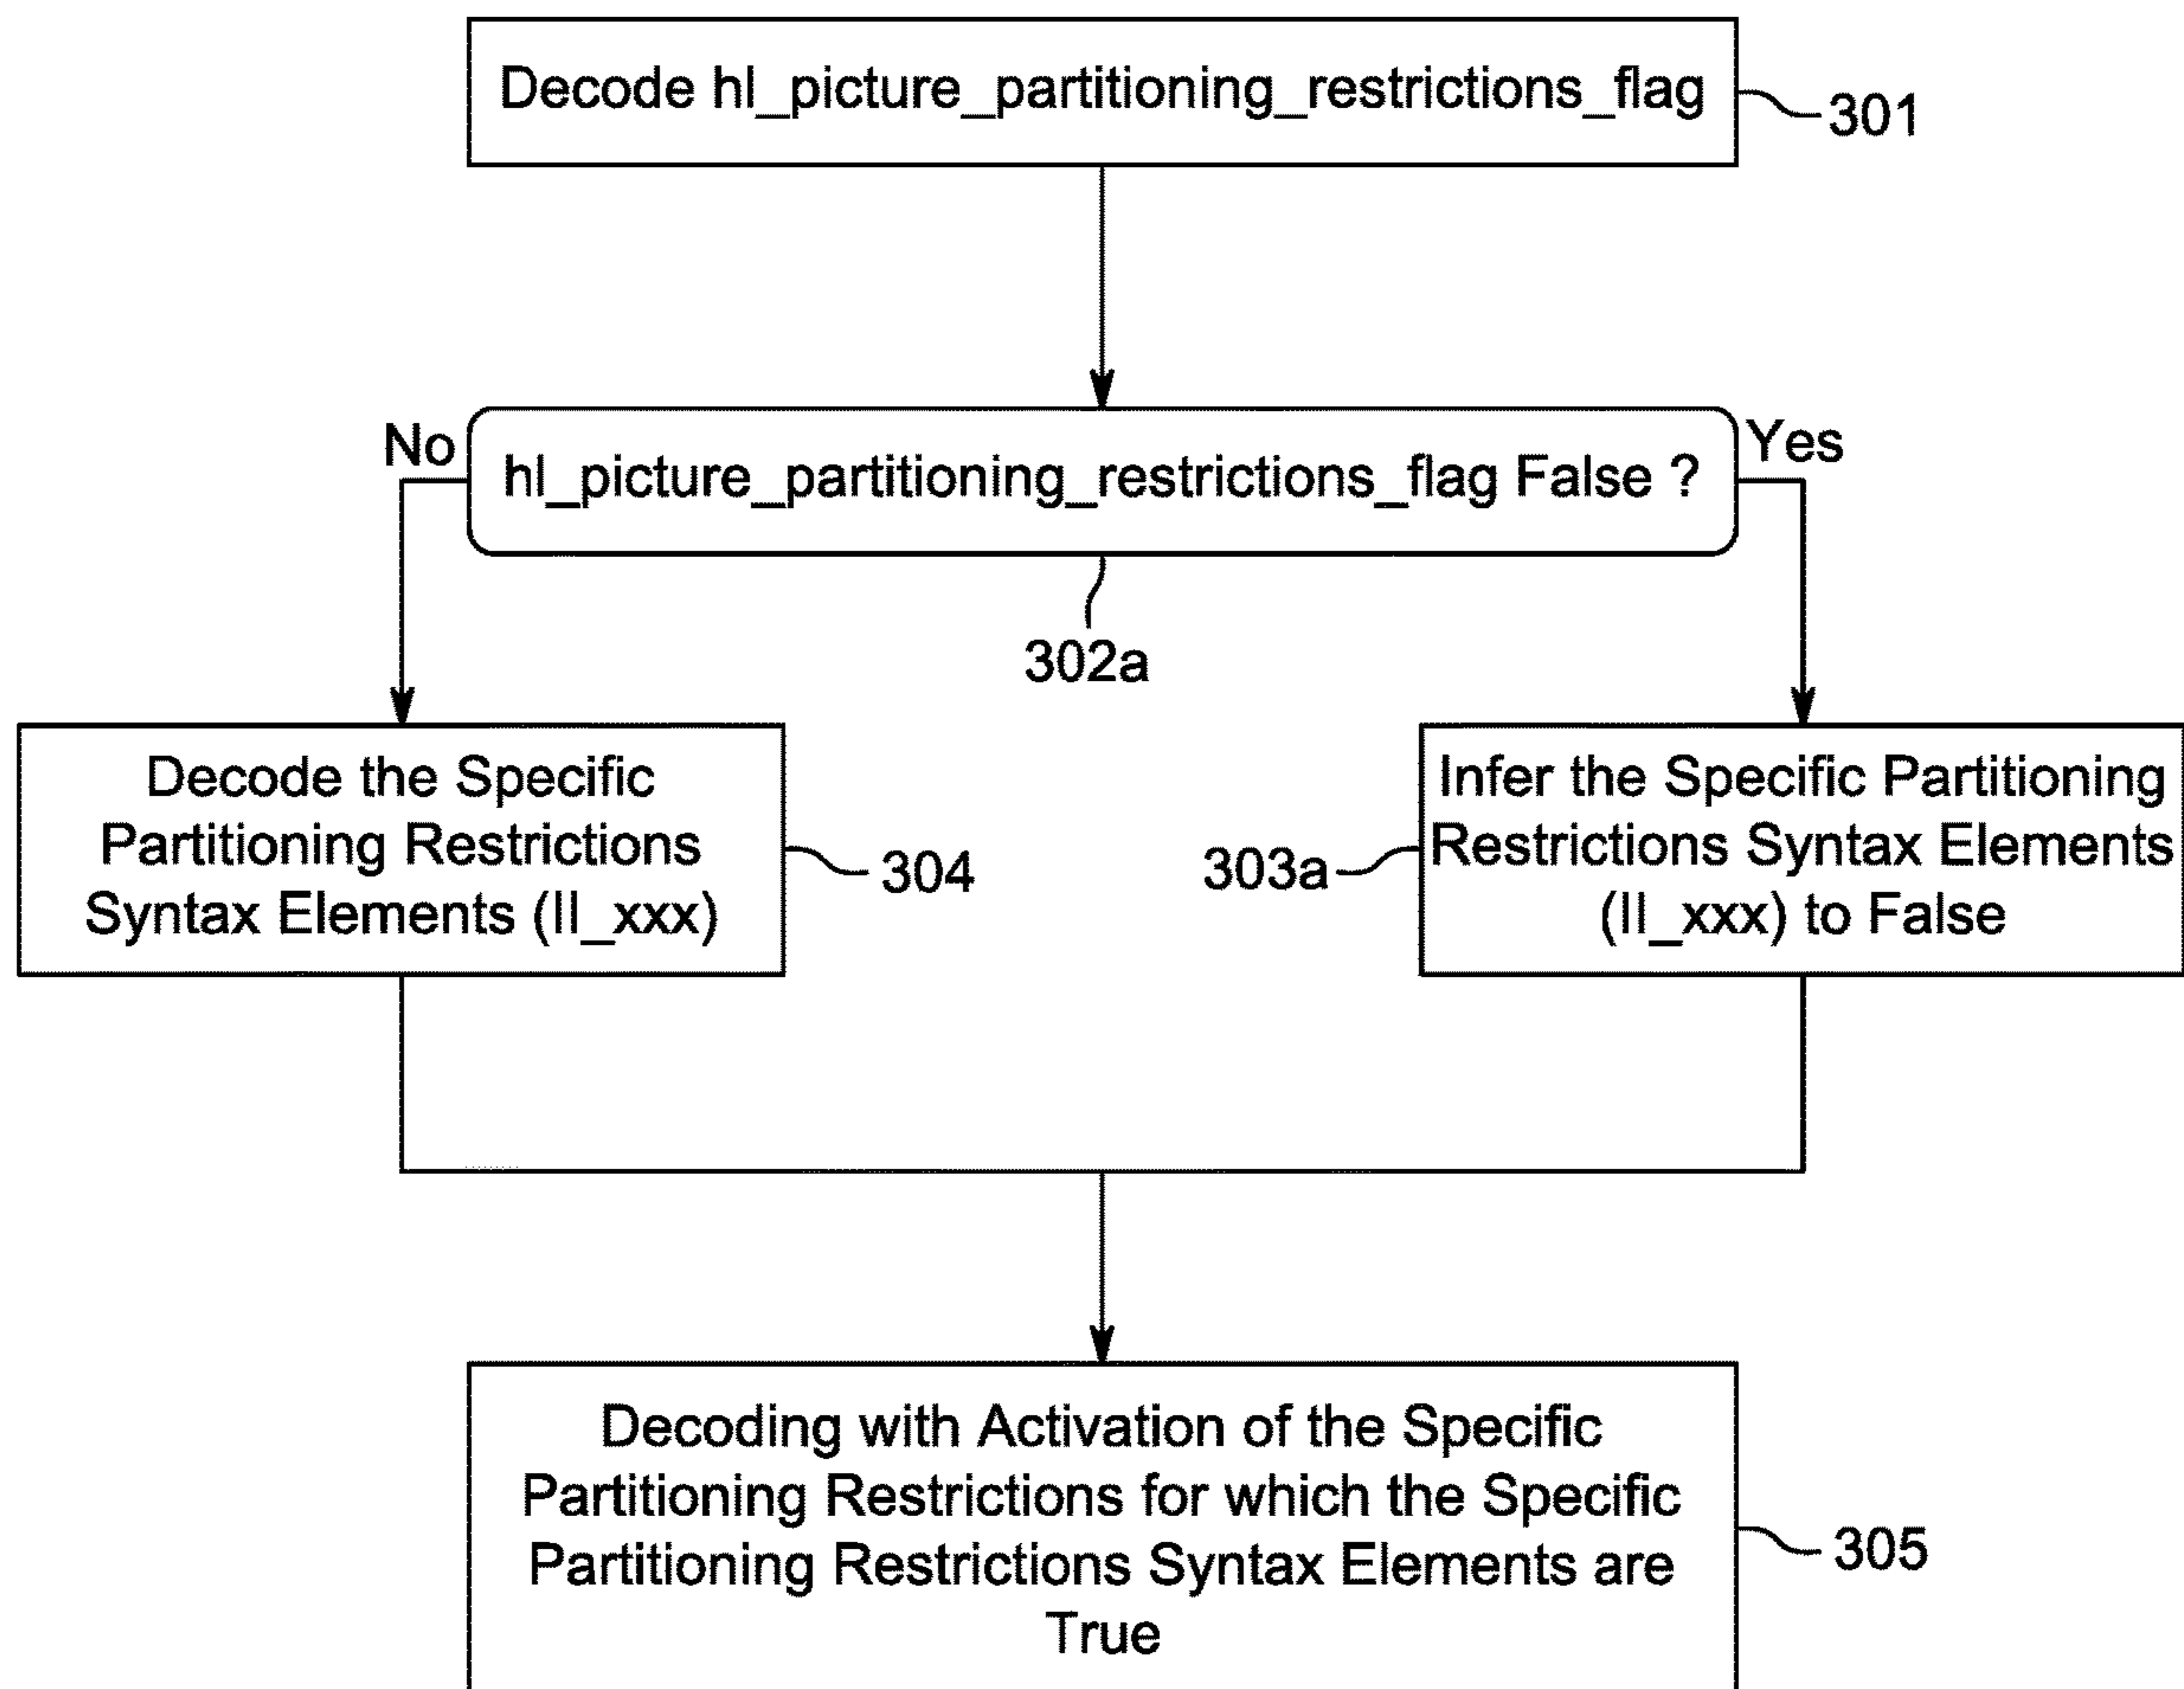 Decode hl_picture_partitioning_restrictions_flag
301
No
hl_picture_partitioning_restrictions_flag False ?
Yes
302a
Decode the Specific
Partitioning Restrictions
Syntax Elements (ll_xxx)
304
303a
Infer the Specific Partitioning
Restrictions Syntax Elements
(ll_xxx) to False
Decoding with Activation of the Specific
Partitioning Restrictions for which the Specific
Partitioning Restrictions Syntax Elements are
True
305